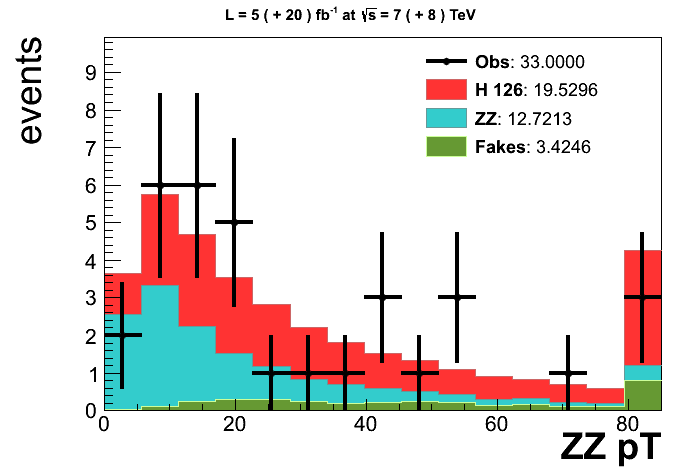 L = 5 ( + 20 ) fb⁻¹ at √s = 7 ( + 8 ) TeV
events
Obs: 33.0000
H 126: 19.5296
ZZ: 12.7213
Fakes: 3.4246
9
8
7
6
5
4
3
2
1
0
0 20 40 60 80
ZZ pT